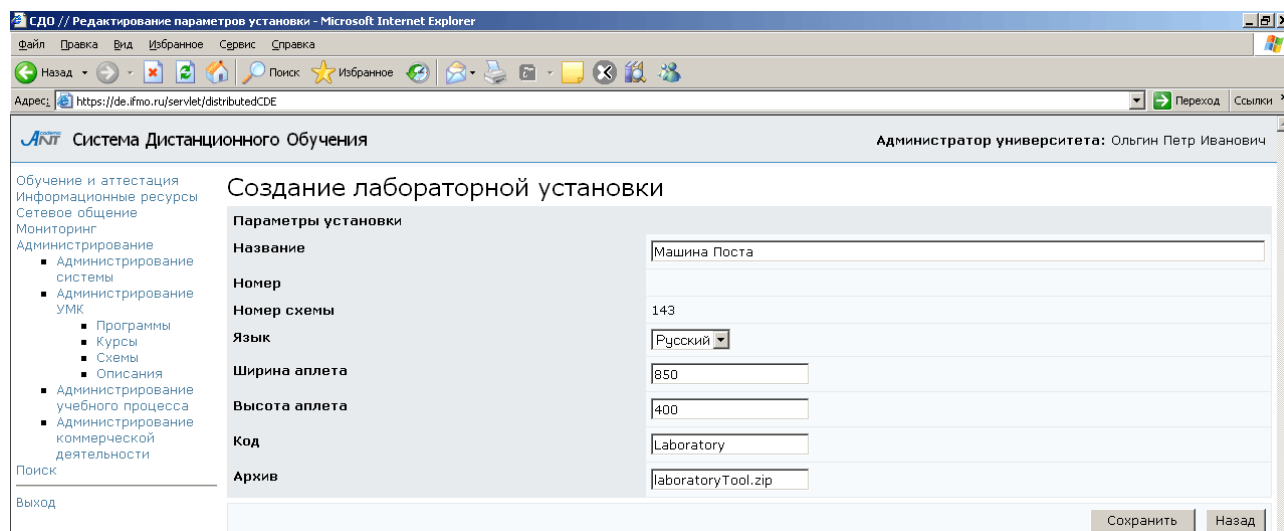 СДО // Редактирование параметров установки - Microsoft Internet Explorer
Файл Правка Вид Избранное Сервис Справка
Назад Поиск Избранное
Адрес: https://de.ifmo.ru/servlet/distributedCDE Переход Ссылки
Academic ANT Система Дистанционного Обучения Администратор университета: Ольгин Петр Иванович
Обучение и аттестация
Информационные ресурсы
Сетевое общение
Мониторинг
Администрирование
Администрирование
системы
Администрирование
УМК
Программы
Курсы
Схемы
Описания
Администрирование
учебного процесса
Администрирование
коммерческой
деятельности
Поиск
Выход
Создание лабораторной установки
Параметры установки
Название Машина Поста
Номер
Номер схемы 143
Язык Русский
Ширина аплета 850
Высота аплета 400
Код Laboratory
Архив laboratoryTool.zip
Сохранить Назад